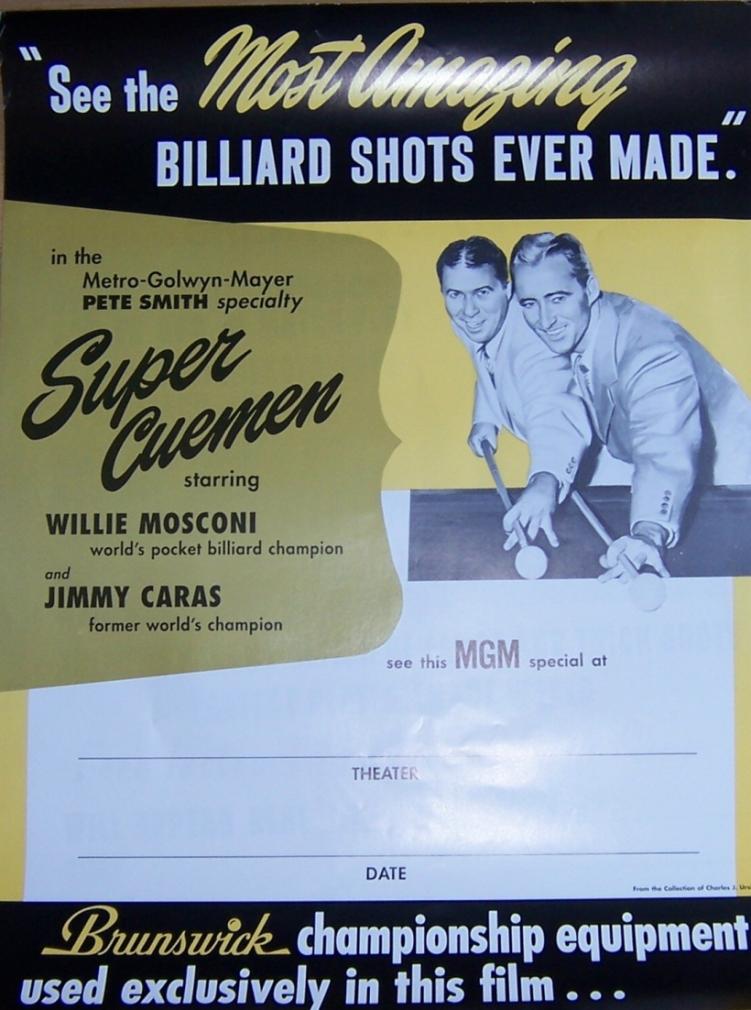 "See the Most Amazing
BILLIARD SHOTS EVER MADE."
in the
Metro-Golwyn-Mayer
PETE SMITH specialty
Super
Cuemen
starring
WILLIE MOSCONI
world's pocket billiard champion
and
JIMMY CARAS
former world's champion
see this MGM special at
THEATER
DATE
From the Collection of Charles J.
Brunswick championship equipment
used exclusively in this film...